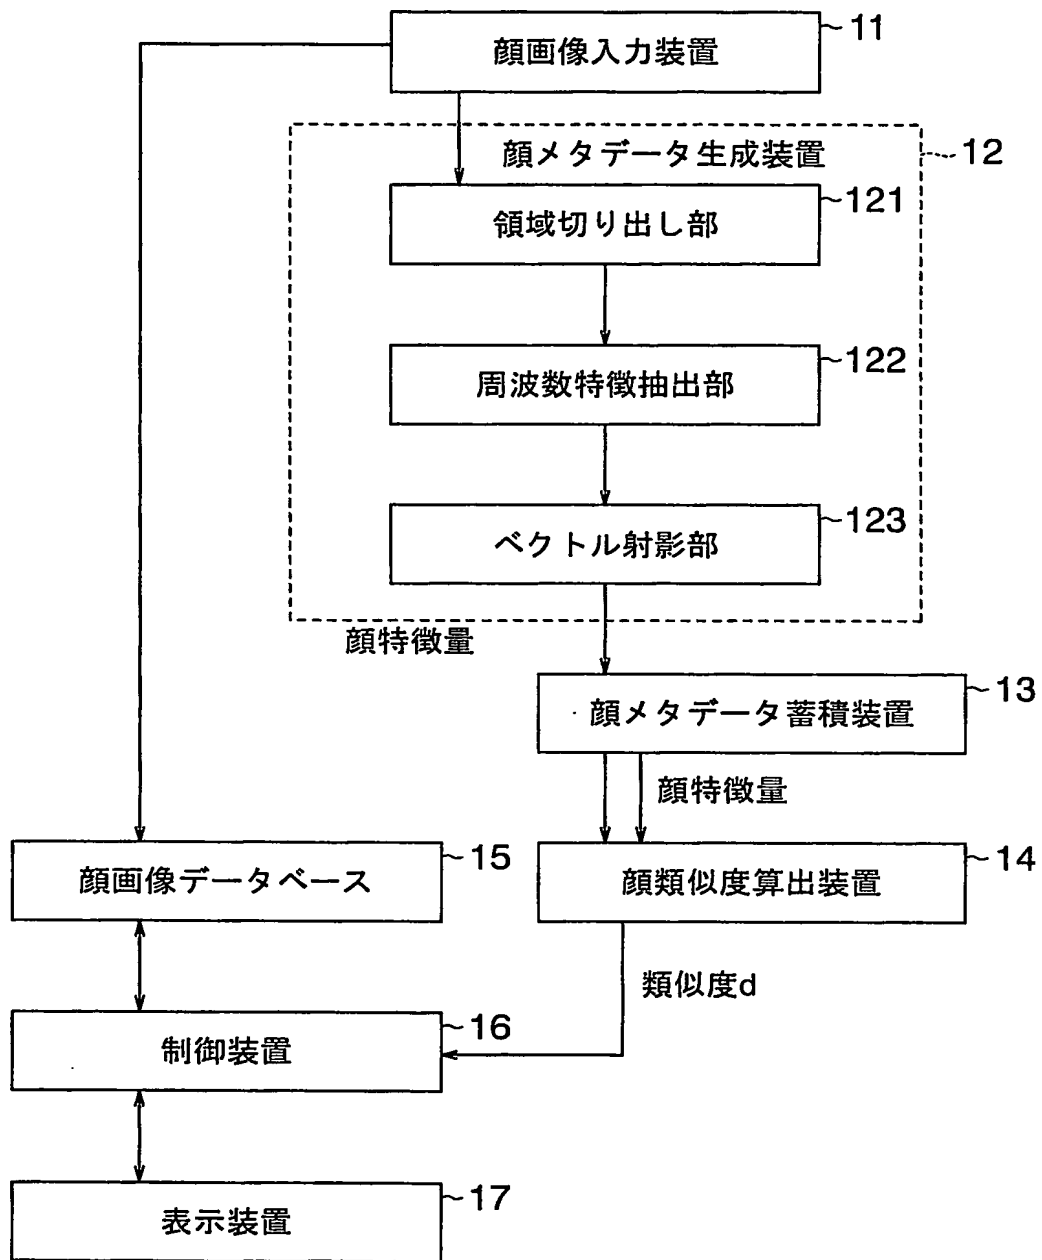 顔画像入力装置
11
顔メタデータ生成装置
12
領域切り出し部
121
周波数特徴抽出部
122
ベクトル射影部
123
顔特徴量
顔メタデータ蓄積装置
13
顔特徴量
顔画像データベース
15
顔類似度算出装置
14
類似度d
制御装置
16
表示装置
17